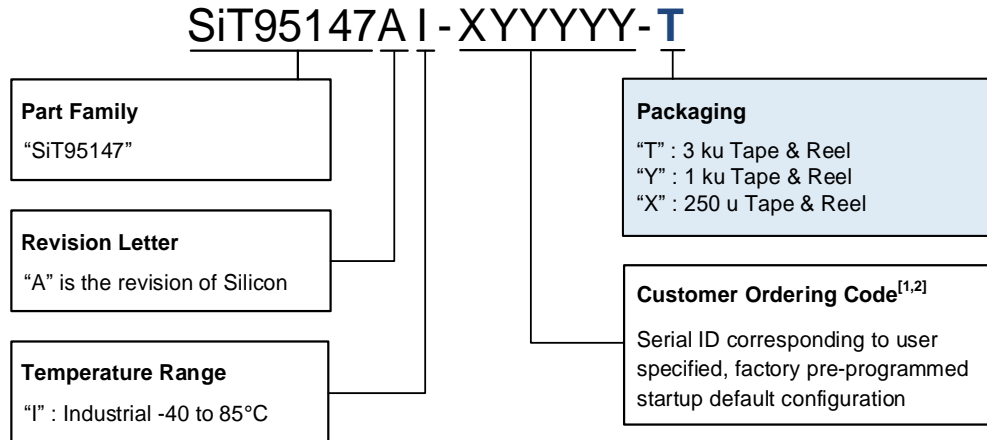 SiT95147AI-XYYYYY-T
Part Family
“SiT95147”
Packaging
“T” : 3 ku Tape & Reel
“Y” : 1 ku Tape & Reel
“X” : 250 u Tape & Reel
Revision Letter
“A” is the revision of Silicon
Customer Ordering Code[1,2]
Serial ID corresponding to user
specified, factory pre-programmed
startup default configuration
Temperature Range
“I” : Industrial -40 to 85°C